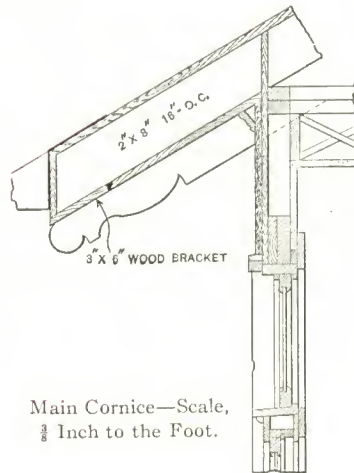 2" X 8" 16"- O.C.
3" X 6" WOOD BRACKET
Main Cornice—Scale,
⅜ Inch to the Foot.